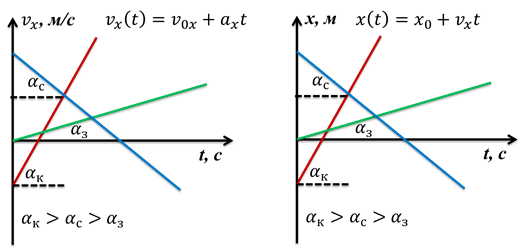 vₓ, м/с
vₓ(t) = v₀ₓ + aₓt
αс
αз
t, c
αк
αк > αс > αз
x, м
x(t) = x₀ + vₓt
αс
αз
t, c
αк
αк > αс > αз